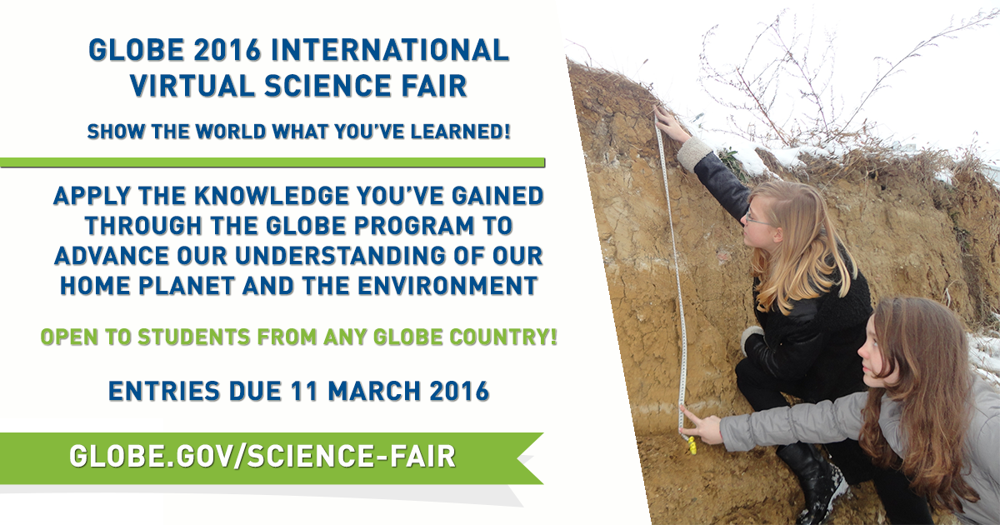 GLOBE 2016 INTERNATIONAL
VIRTUAL SCIENCE FAIR
SHOW THE WORLD WHAT YOU'VE LEARNED!
APPLY THE KNOWLEDGE YOU'VE GAINED
THROUGH THE GLOBE PROGRAM TO
ADVANCE OUR UNDERSTANDING OF OUR
HOME PLANET AND THE ENVIRONMENT
OPEN TO STUDENTS FROM ANY GLOBE COUNTRY!
ENTRIES DUE 11 MARCH 2016
GLOBE.GOV/SCIENCE-FAIR